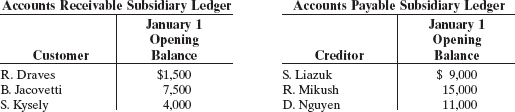 Accounts Receivable Subsidiary Ledger
January 1
Opening
Customer Balance
R. Draves $1,500
B. Jacovetti 7,500
S. Kysely 4,000
Accounts Payable Subsidiary Ledger
January 1
Opening
Creditor Balance
S. Liazuk $ 9,000
R. Mikush 15,000
D. Nguyen 11,000